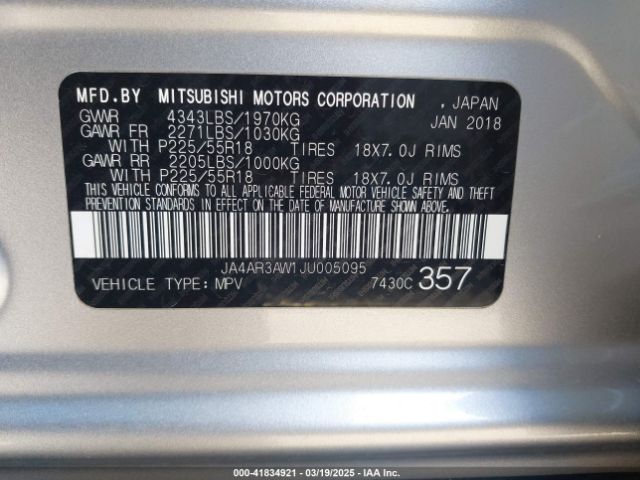 MFD.BY MITSUBISHI MOTORS CORPORATION . JAPAN
GVWR 4343LBS/1970KG JAN 2018
GAWR FR 2271LBS/1030KG
WITH P225/55R18 TIRES 18X7.0J RIMS
GAWR RR 2205LBS/1000KG
WITH P225/55R18 TIRES 18X7.0J RIMS
THIS VEHICLE CONFORMS TO ALL APPLICABLE FEDERAL MOTOR VEHICLE SAFETY AND THEFT
PREVENTION STANDARDS IN EFFECT ON THE DATE OF MANUFACTURE SHOWN ABOVE.
JA4AR3AW1JU005095
VEHICLE TYPE: MPV 7430C 357
000-41834921 - 03/19/2025 - IAAI.COM